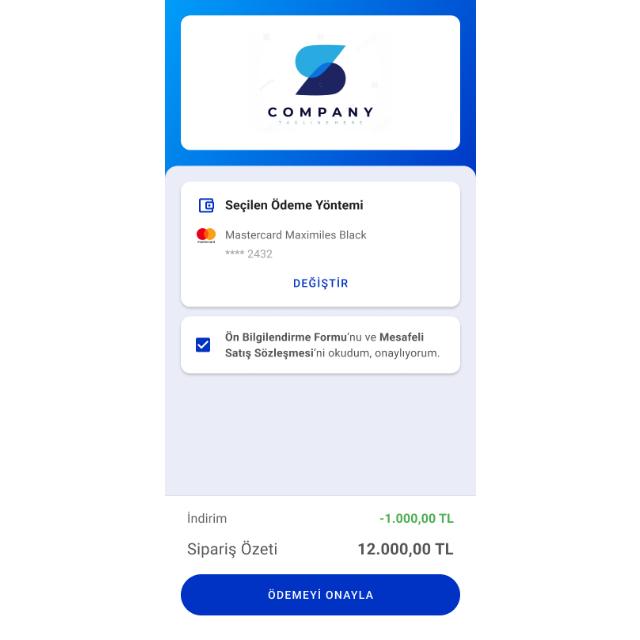 COMPANY
Seçilen Ödeme Yöntemi
Mastercard Maximiles Black
**** 2432
DEĞİŞTİR
Ön Bilgilendirme Formu'nu ve Mesafeli
Satış Sözleşmesi'ni okudum, onaylıyorum.
İndirim -1.000,00 TL
Sipariş Özeti 12.000,00 TL
ÖDEMEYİ ONAYLA